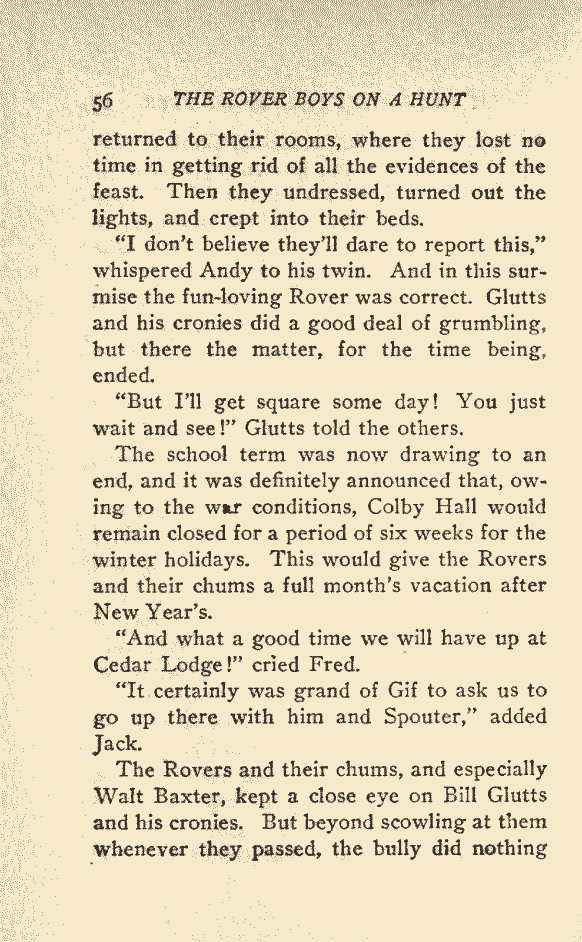 56 THE ROVER BOYS ON A HUNT
returned to their rooms, where they lost no
time in getting rid of all the evidences of the
feast. Then they undressed, turned out the
lights, and crept into their beds.
“I don’t believe they’ll dare to report this,”
whispered Andy to his twin. And in this sur-
mise the fun-loving Rover was correct. Glutts
and his cronies did a good deal of grumbling,
but there the matter, for the time being,
ended.
“But I’ll get square some day! You just
wait and see!” Glutts told the others.
The school term was now drawing to an
end, and it was definitely announced that, ow-
ing to the war conditions, Colby Hall would
remain closed for a period of six weeks for the
winter holidays. This would give the Rovers
and their chums a full month’s vacation after
New Year’s.
“And what a good time we will have up at
Cedar Lodge!” cried Fred.
“It certainly was grand of Gif to ask us to
go up there with him and Spouter,” added
Jack.
The Rovers and their chums, and especially
Walt Baxter, kept a close eye on Bill Glutts
and his cronies. But beyond scowling at them
whenever they passed, the bully did nothing